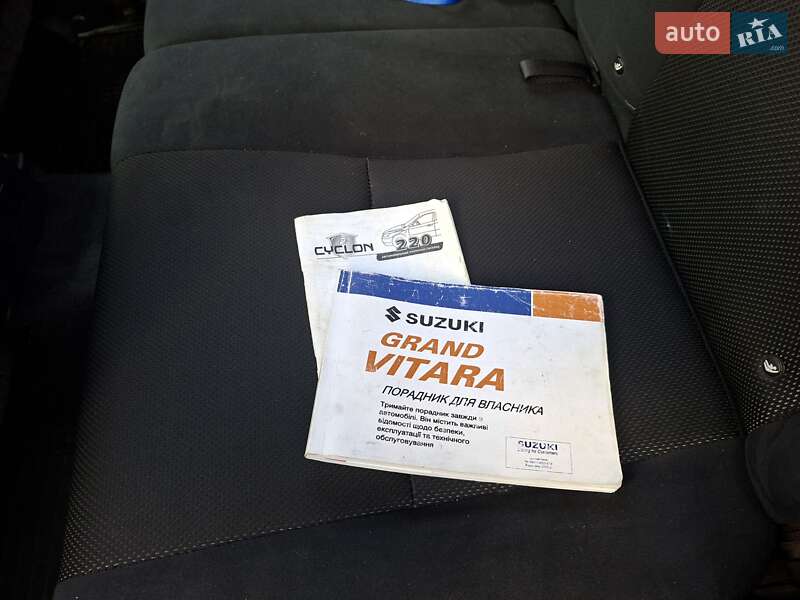 auto RIA
.com
CYCLON
220
SUZUKI
GRAND
VITARA
ПОРАДНИК ДЛЯ ВЛАСНИКА
Тримайте порадник завжди в
автомобілі. Він містить важливі
відомості щодо безпеки,
експлуатації та технічного
обслуговування
SUZUKI